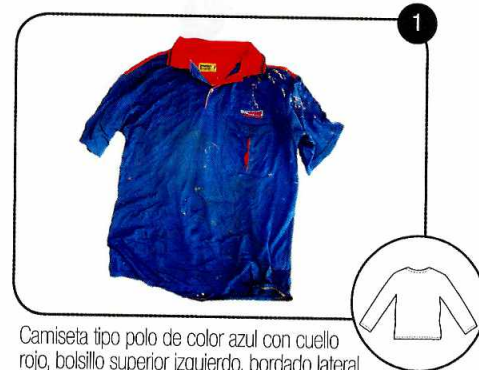 1
Camiseta tipo polo de color azul con cuello
rojo, bolsillo superior izquierdo, bordado lateral